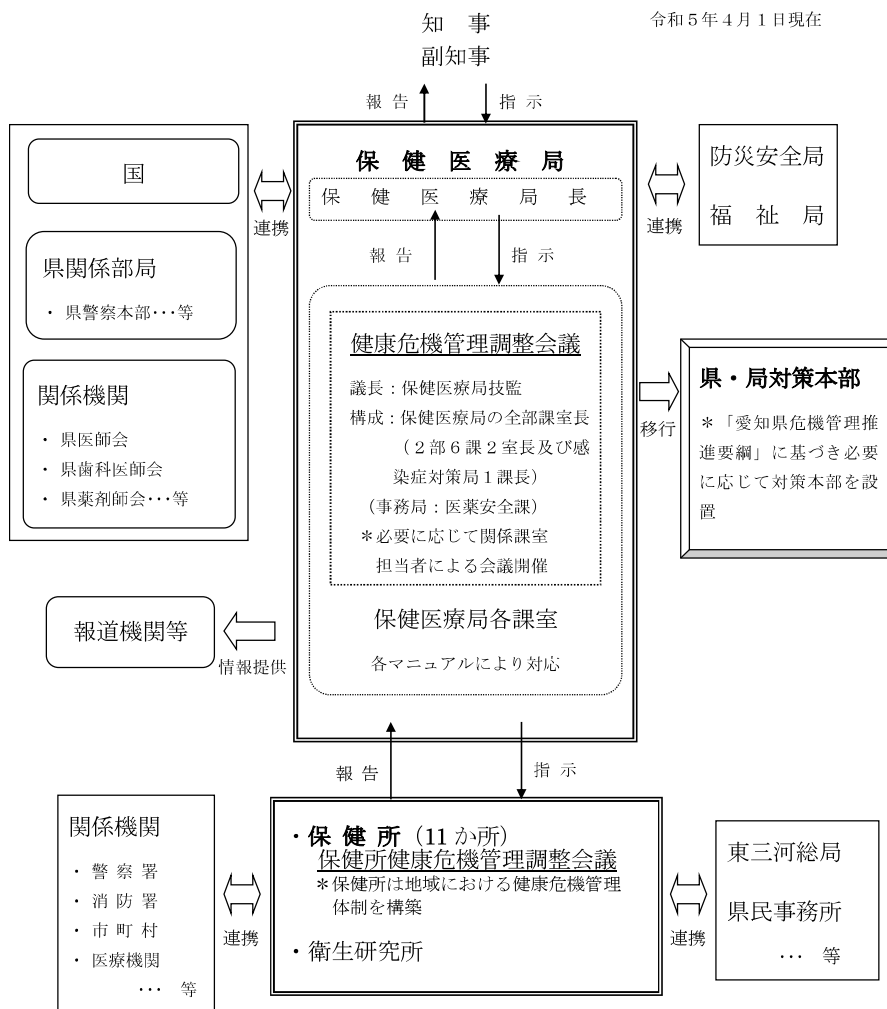 令和５年４月１日現在
知　事
副知事
報 告
指 示
国
県関係部局
・ 県警察本部･･･等
関係機関
・ 県医師会
・ 県歯科医師会
・ 県薬剤師会･･･等
連携
保 健 医 療 局
保 健 医 療 局 長
報 告
指 示
連携
防災安全局
福 祉 局
健康危機管理調整会議
議長：保健医療局技監
構成：保健医療局の全部課室長
（２部６課２室長及び感
染症対策局１課長）
（事務局：医薬安全課）
＊必要に応じて関係課室
担当者による会議開催
保健医療局各課室
各マニュアルにより対応
移行
県・局対策本部
＊「愛知県危機管理推
進要綱」に基づき必要
に応じて対策本部を設
置
報道機関等
情報提供
報 告
指 示
関係機関
・ 警 察 署
・ 消 防 署
・ 市 町 村
・ 医療機関
･･･ 等
連携
・保 健 所（11 か所）
保健所健康危機管理調整会議
＊保健所は地域における健康危機管理
体制を構築
・衛生研究所
連携
東三河総局
県民事務所
･･･ 等